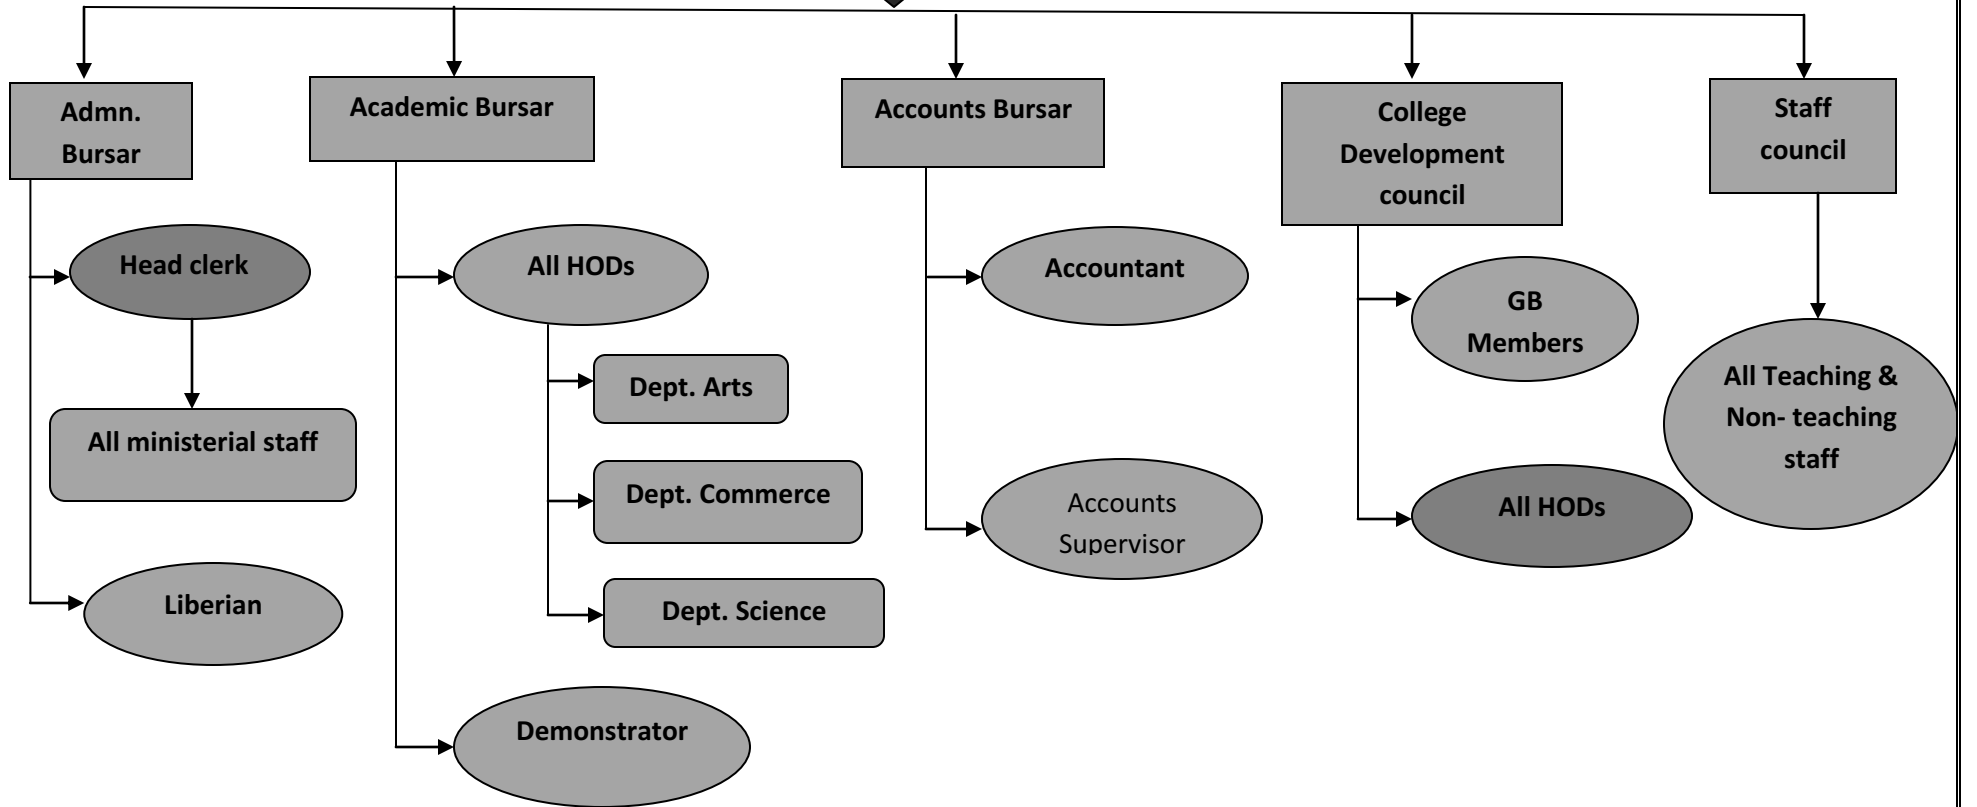 Admn.
Bursar
Head clerk
All ministerial staff
Liberian
Academic Bursar
All HODs
Dept. Arts
Dept. Commerce
Dept. Science
Demonstrator
Accounts Bursar
Accountant
Accounts
Supervisor
College
Development
council
GB
Members
All HODs
Staff
council
All Teaching &
Non- teaching
staff